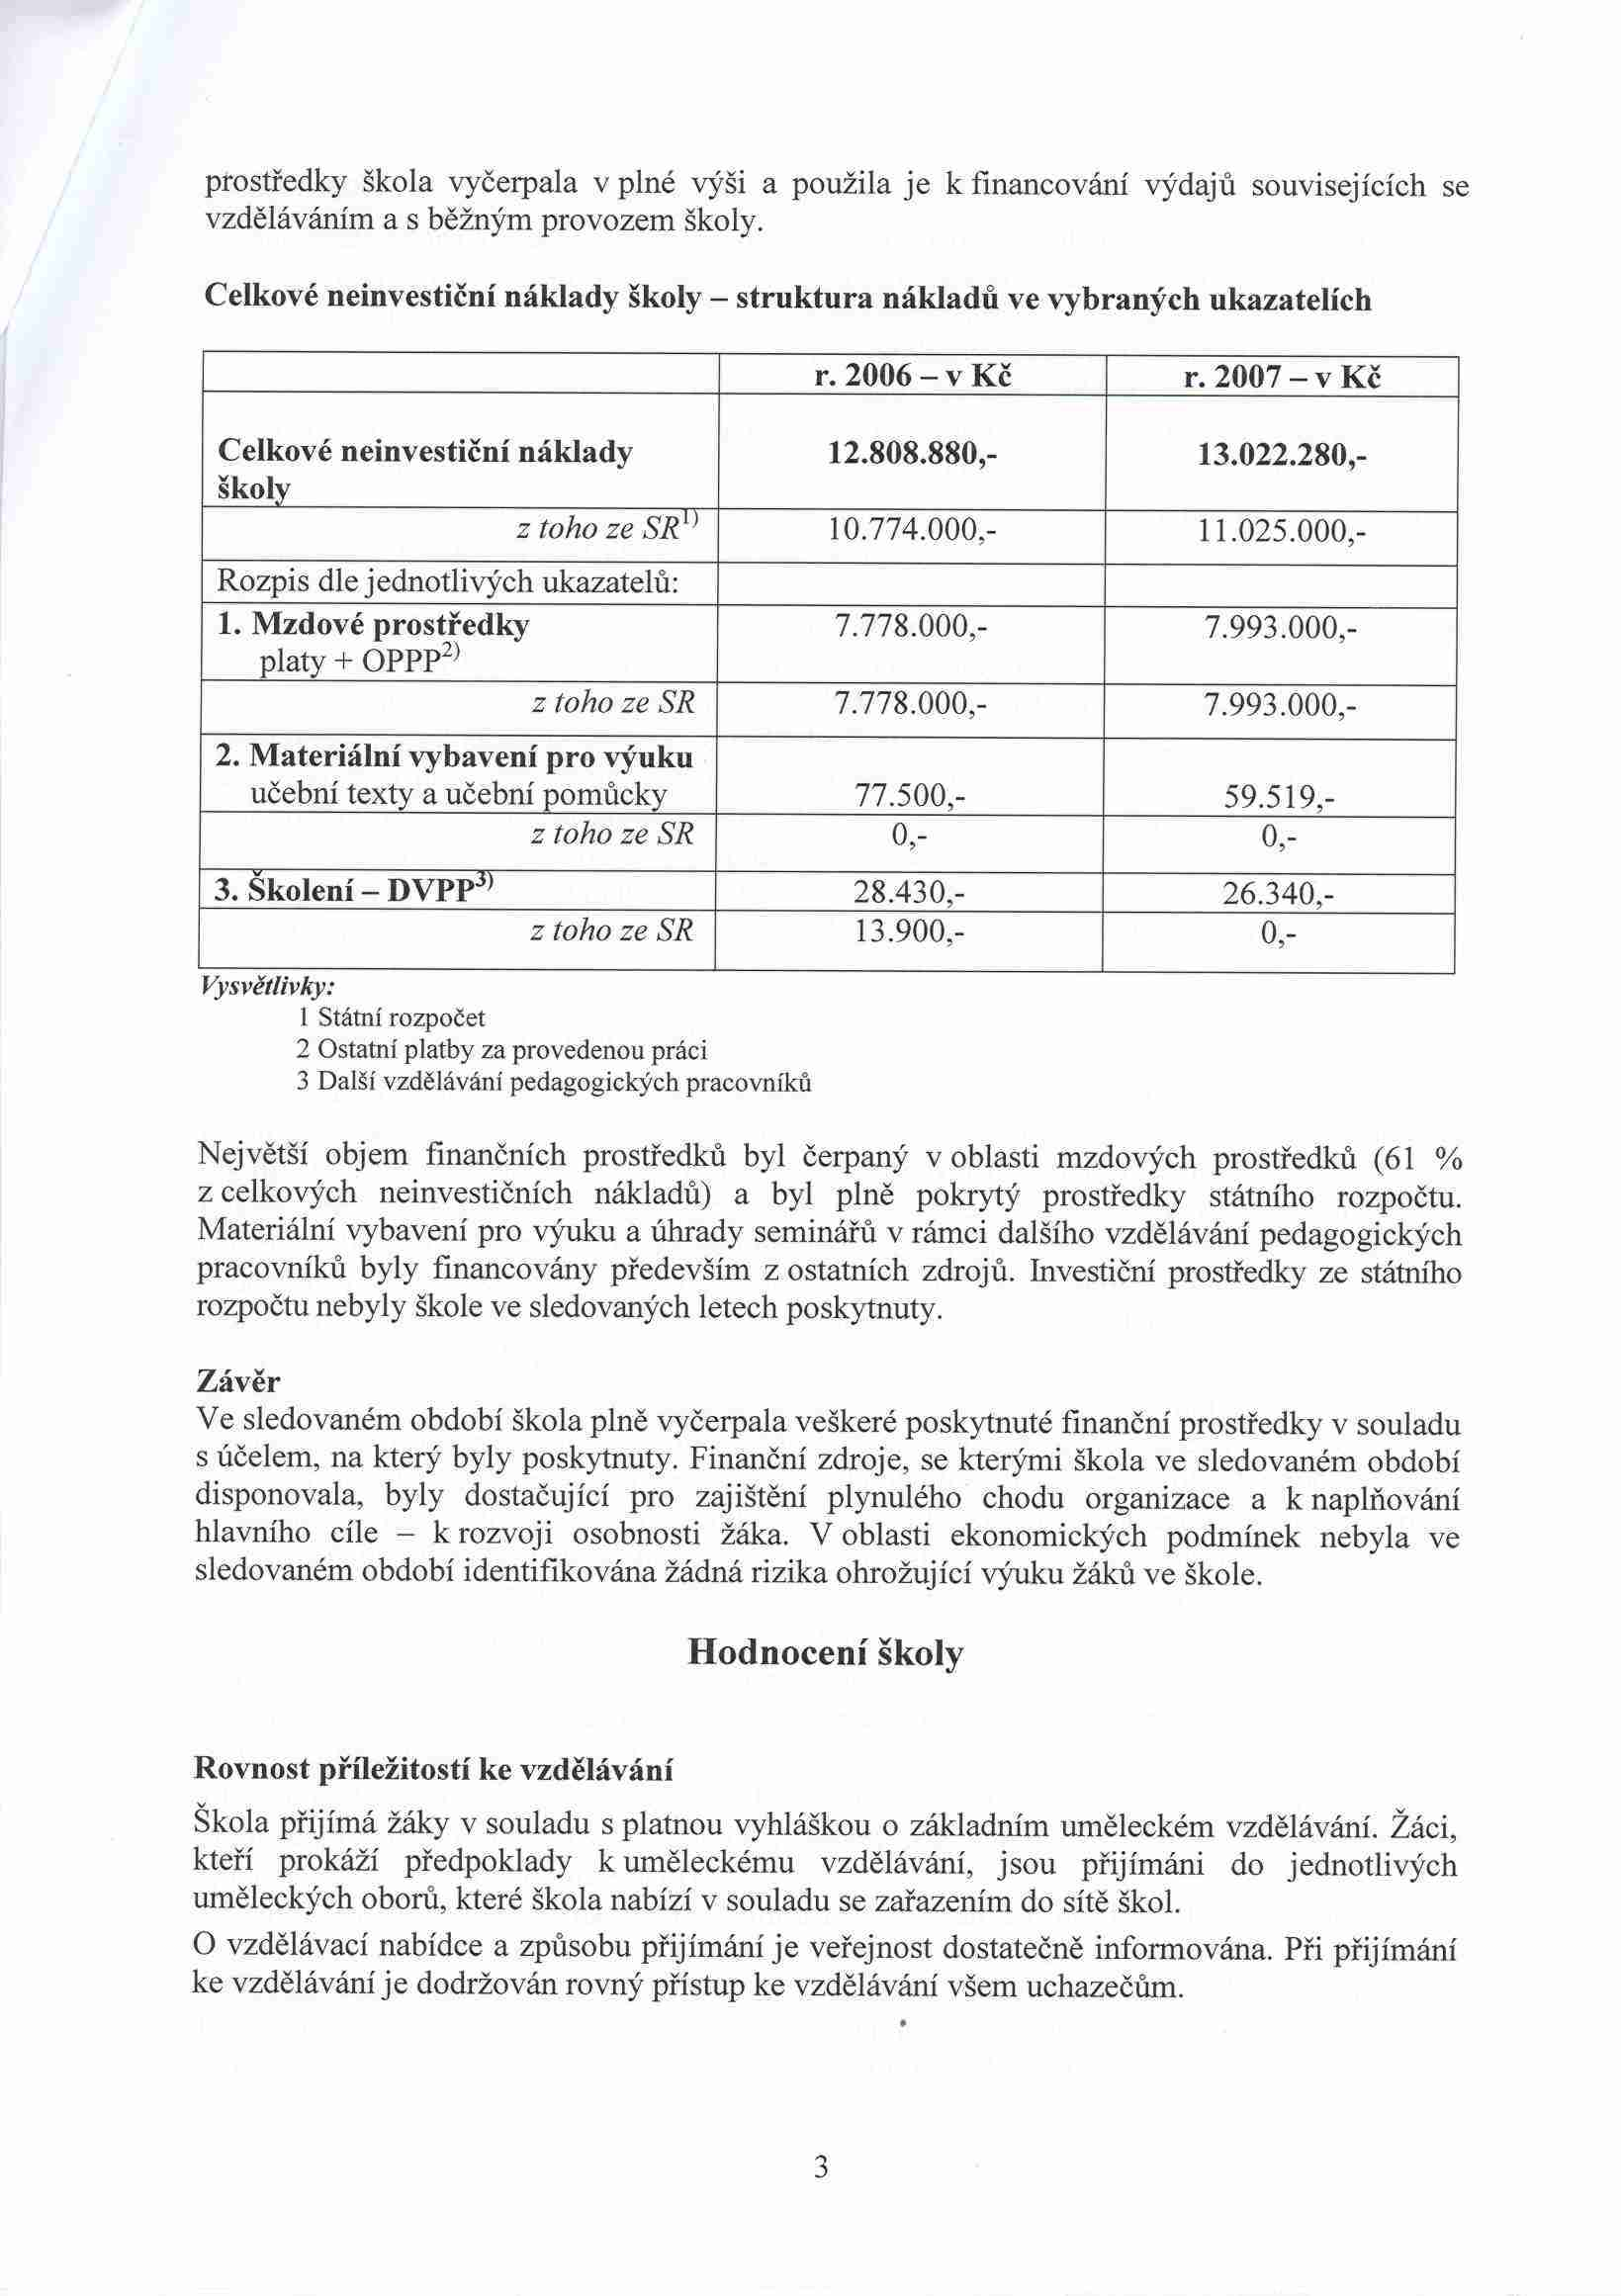 prostředky škola vyčerpala v plné výši a použila je k financování výdajů souvisejících se
vzděláváním a s běžným provozem školy.
Celkové neinvestiční náklady školy – struktura nákladů ve vybraných ukazatelích
r. 2006 – v Kč r. 2007 – v Kč
Celkové neinvestiční náklady 12.808.880,- 13.022.280,-
školy
z toho ze SR1) 10.774.000,- 11.025.000,-
Rozpis dle jednotlivých ukazatelů:
1. Mzdové prostředky 7.778.000,- 7.993.000,-
platy + OPPP2)
z toho ze SR 7.778.000,- 7.993.000,-
2. Materiální vybavení pro výuku
učební texty a učební pomůcky 77.500,- 59.519,-
z toho ze SR 0,- 0,-
3. Školení – DVPP3) 28.430,- 26.340,-
z toho ze SR 13.900,- 0,-
Vysvětlivky:
1 Státní rozpočet
2 Ostatní platby za provedenou práci
3 Další vzdělávání pedagogických pracovníků
Největší objem finančních prostředků byl čerpaný v oblasti mzdových prostředků (61 %
z celkových neinvestičních nákladů) a byl plně pokrytý prostředky státního rozpočtu.
Materiální vybavení pro výuku a úhrady seminářů v rámci dalšího vzdělávání pedagogických
pracovníků byly financovány především z ostatních zdrojů. Investiční prostředky ze státního
rozpočtu nebyly škole ve sledovaných letech poskytnuty.
Závěr
Ve sledovaném období škola plně vyčerpala veškeré poskytnuté finanční prostředky v souladu
s účelem, na který byly poskytnuty. Finanční zdroje, se kterými škola ve sledovaném období
disponovala, byly dostačující pro zajištění plynulého chodu organizace a k naplňování
hlavního cíle – k rozvoji osobnosti žáka. V oblasti ekonomických podmínek nebyla ve
sledovaném období identifikována žádná rizika ohrožující výuku žáků ve škole.
Hodnocení školy
Rovnost příležitostí ke vzdělávání
Škola přijímá žáky v souladu s platnou vyhláškou o základním uměleckém vzdělávání. Žáci,
kteří prokáží předpoklady k uměleckému vzdělávání, jsou přijímáni do jednotlivých
uměleckých oborů, které škola nabízí v souladu se zařazením do sítě škol.
O vzdělávací nabídce a způsobu přijímání je veřejnost dostatečně informována. Při přijímání
ke vzdělávání je dodržován rovný přístup ke vzdělávání všem uchazečům.
3